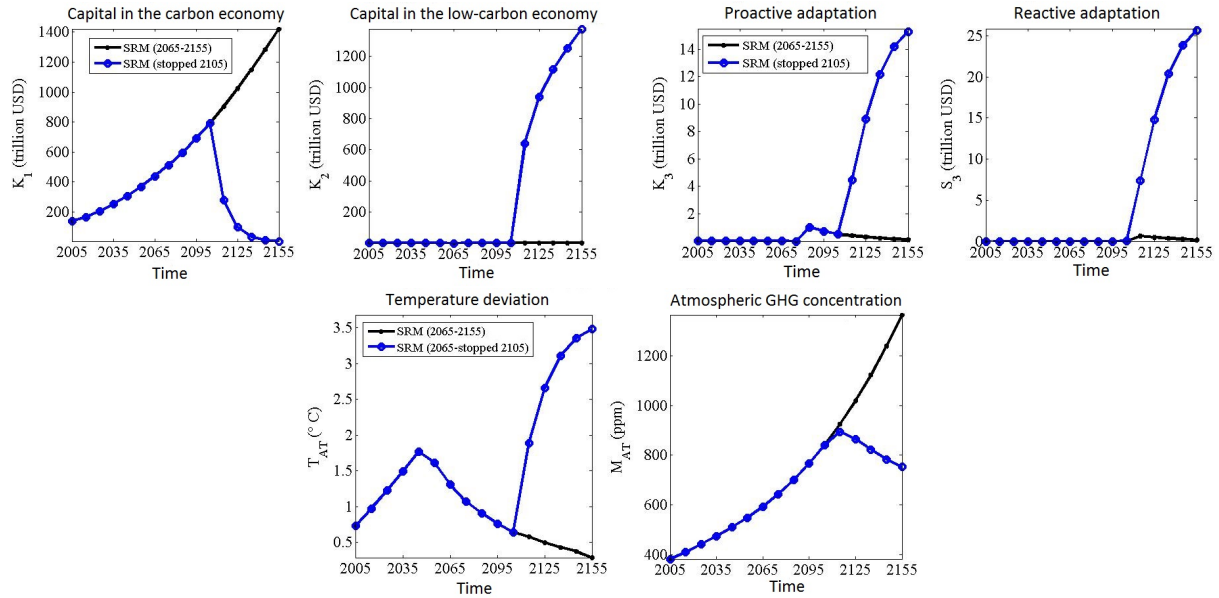 Capital in the carbon economy
K1 (trillion USD)
1400
1200
1000
800
600
400
200
SRM (2065-2155)
SRM (stopped 2105)
2005 2035 2065 2095 2125 2155
Time
Capital in the low-carbon economy
K2 (trillion USD)
1200
1000
800
600
400
200
2005 2035 2065 2095 2125 2155
Time
Proactive adaptation
K3 (trillion USD)
14
12
10
8
6
4
2
SRM (2065-2155)
SRM (stopped 2105)
2005 2035 2065 2095 2125 2155
Time
Reactive adaptation
S3 (trillion USD)
25
20
15
10
5
0
2005 2035 2065 2095 2125 2155
Time
Temperature deviation
TAT (° C)
3.5
3
2.5
2
1.5
1
0.5
SRM (2065-2155)
SRM (2065-stopped 2105)
2005 2035 2065 2095 2125 2155
Time
Atmospheric GHG concentration
MAT (ppm)
1200
1000
800
600
400
2005 2035 2065 2095 2125 2155
Time